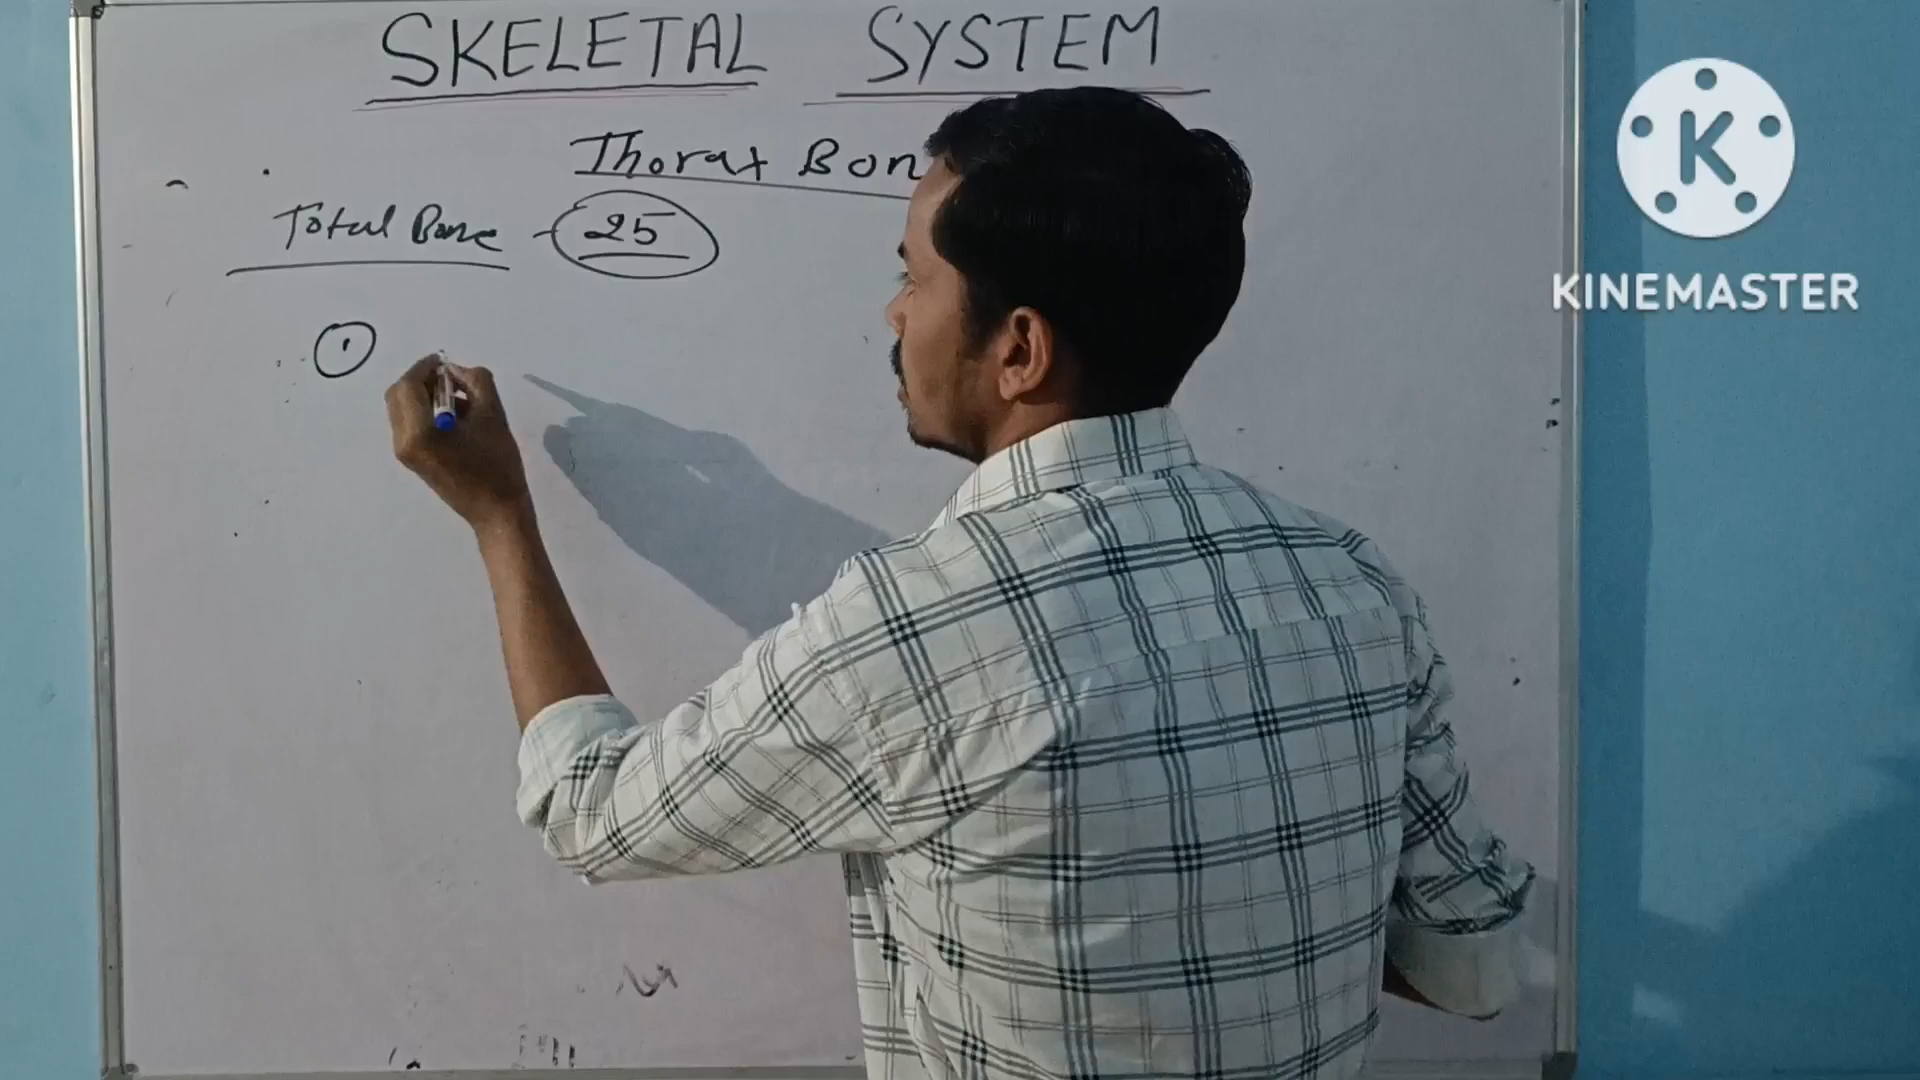 SKELETAL SYSTEM
Thorax Bon
Total Bone - 25
1
K
KINEMASTER